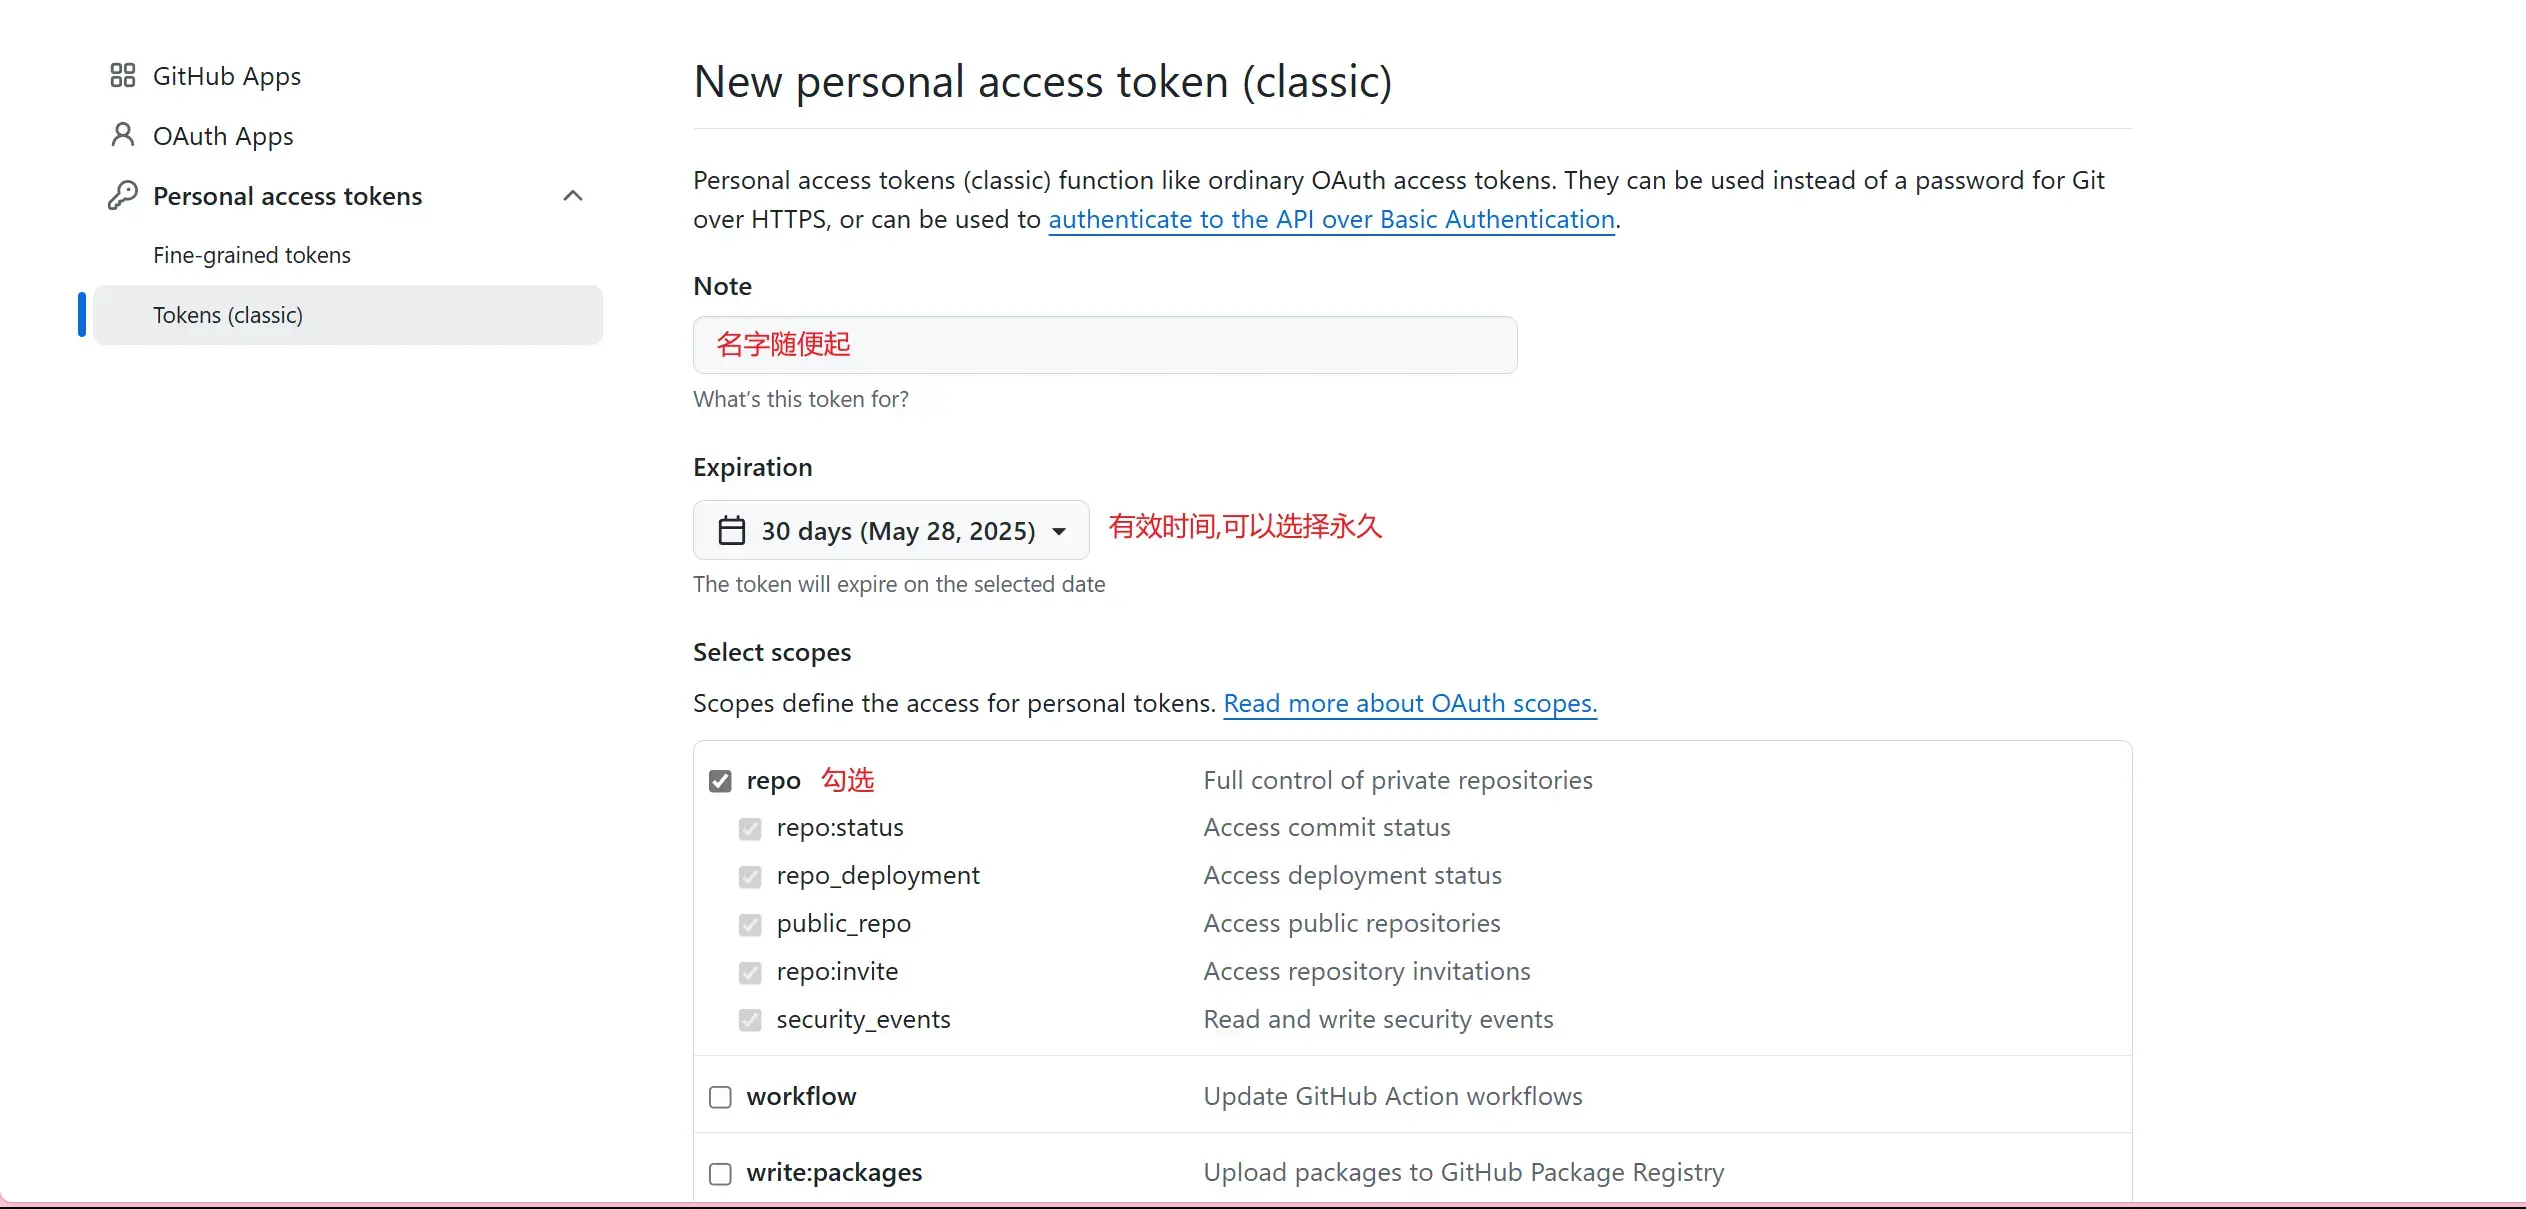 GitHub Apps
OAuth Apps
Personal access tokens
Fine-grained tokens
Tokens (classic)
New personal access token (classic)
Personal access tokens (classic) function like ordinary OAuth access tokens. They can be used instead of a password for Git
over HTTPS, or can be used to authenticate to the API over Basic Authentication.
Note
名字随便起
What's this token for?
Expiration
30 days (May 28, 2025) 有效时间,可以选择永久
The token will expire on the selected date
Select scopes
Scopes define the access for personal tokens. Read more about OAuth scopes.
repo 勾选 Full control of private repositories
repo:status Access commit status
repo_deployment Access deployment status
public_repo Access public repositories
repo:invite Access repository invitations
security_events Read and write security events
workflow Update GitHub Action workflows
write:packages Upload packages to GitHub Package Registry